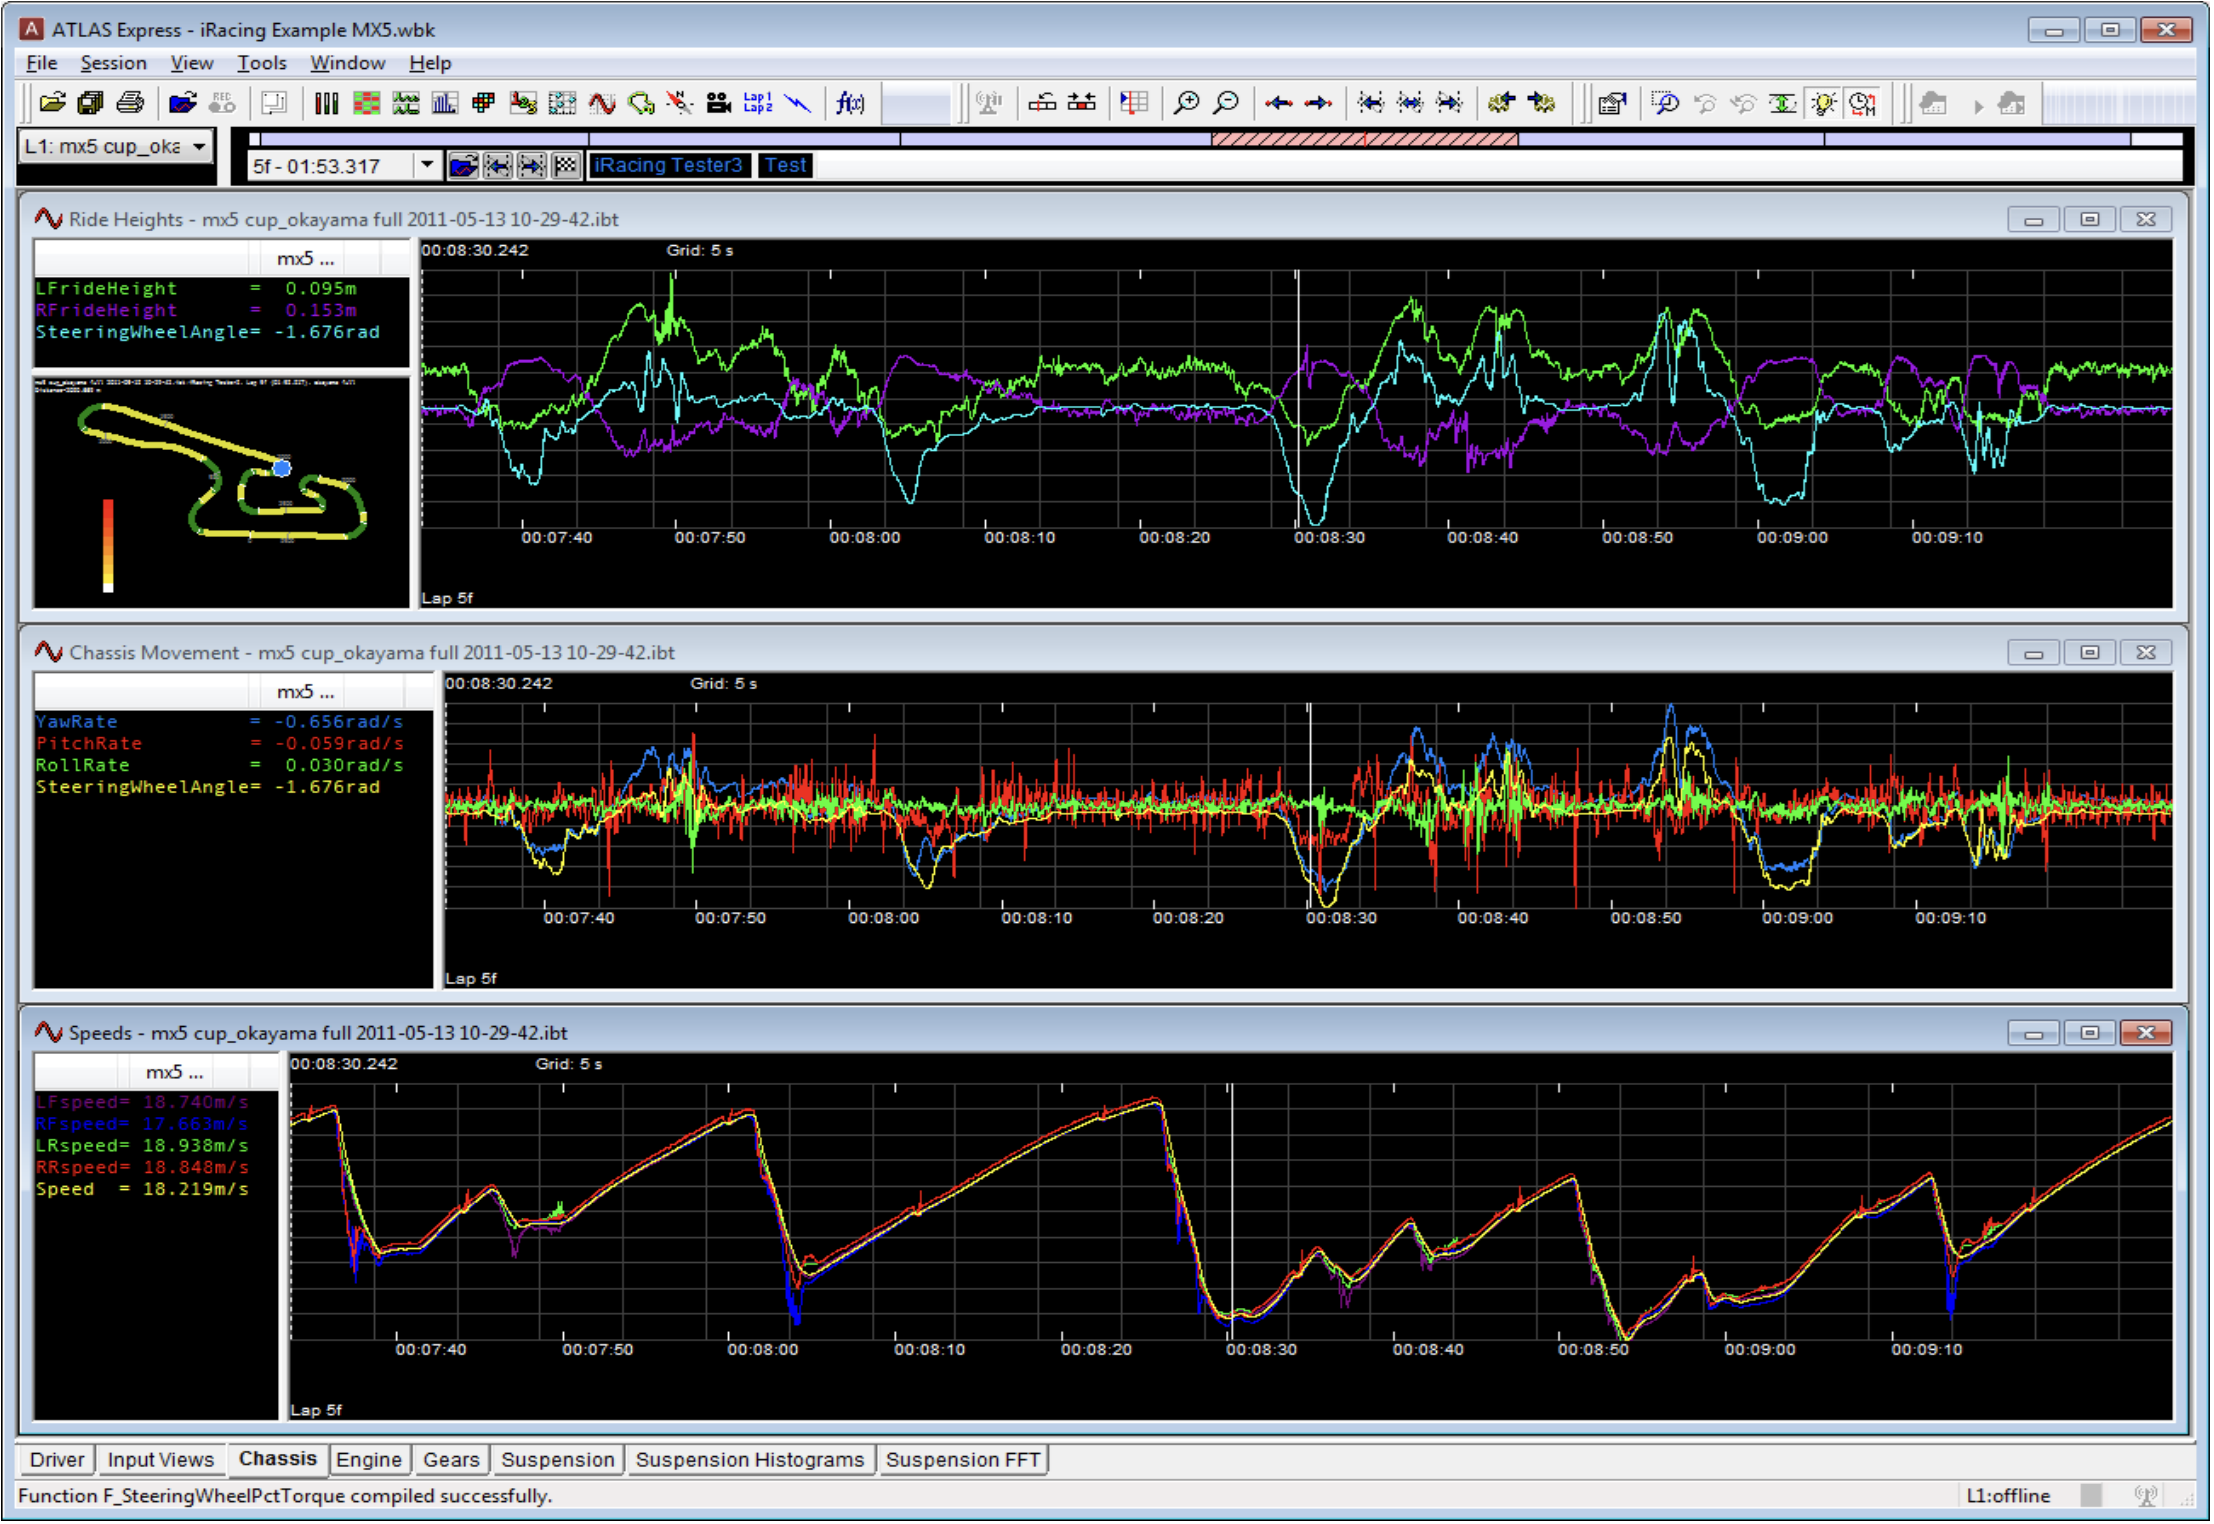 ATLAS Express - iRacing Example MX5.wbk
File Session View Tools Window Help
REC
Lap 1
Lap 2
f(x)
L1: mx5 cup_oka
5f - 01:53.317
iRacing Tester3 Test
Ride Heights - mx5 cup_okayama full 2011-05-13 10-29-42.ibt
mx5 ...
LFrideHeight = 0.095m
RFrideHeight = 0.153m
SteeringWheelAngle= -1.676rad
00:08:30.242 Grid: 5 s
00:07:40 00:07:50 00:08:00 00:08:10 00:08:20 00:08:30 00:08:40 00:08:50 00:09:00 00:09:10
Lap 5f
Chassis Movement - mx5 cup_okayama full 2011-05-13 10-29-42.ibt
mx5 ...
YawRate = -0.656rad/s
PitchRate = -0.059rad/s
RollRate = 0.030rad/s
SteeringWheelAngle= -1.676rad
00:08:30.242 Grid: 5 s
00:07:40 00:07:50 00:08:00 00:08:10 00:08:20 00:08:30 00:08:40 00:08:50 00:09:00 00:09:10
Lap 5f
Speeds - mx5 cup_okayama full 2011-05-13 10-29-42.ibt
mx5 ...
LFspeed= 18.740m/s
RFspeed= 17.663m/s
LRspeed= 18.938m/s
RRspeed= 18.848m/s
Speed = 18.219m/s
00:08:30.242 Grid: 5 s
00:07:40 00:07:50 00:08:00 00:08:10 00:08:20 00:08:30 00:08:40 00:08:50 00:09:00 00:09:10
Lap 5f
Driver Input Views Chassis Engine Gears Suspension Suspension Histograms Suspension FFT
Function F_SteeringWheelPctTorque compiled successfully.
L1:offline